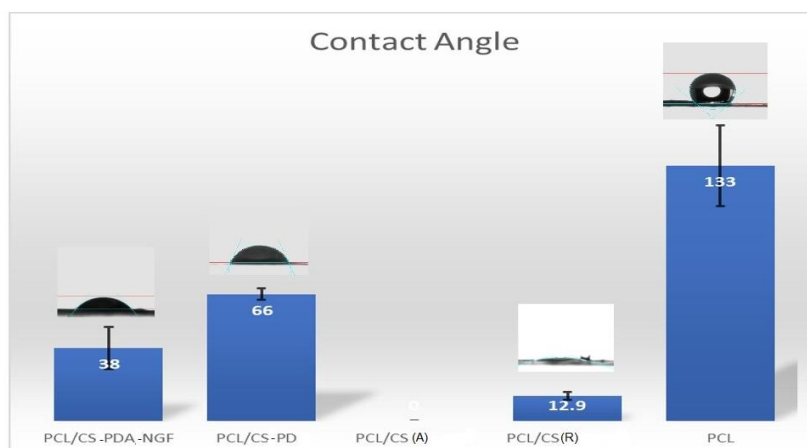 Contact Angle
133
66
38
0
12.9
PCL/CS-PDA-NGF
PCL/CS-PD
PCL/CS (A)
PCL/CS(R)
PCL